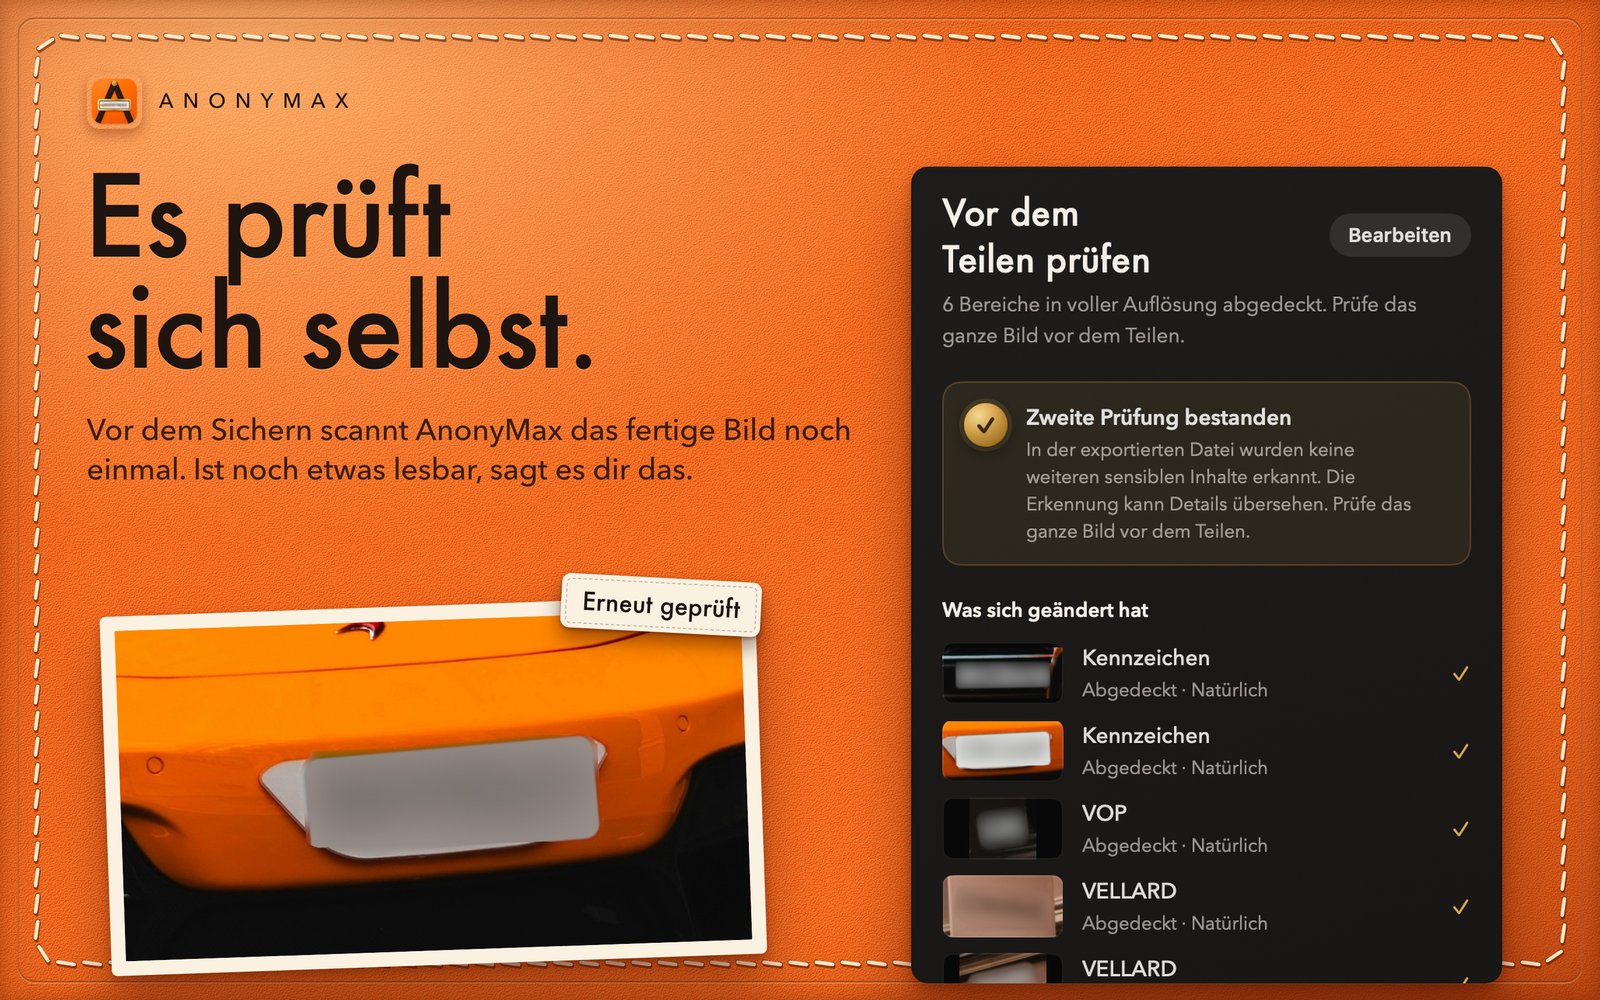 ANONYMAX
Es prüft
sich selbst.
Vor dem Sichern scannt AnonyMax das fertige Bild noch
einmal. Ist noch etwas lesbar, sagt es dir das.
Erneut geprüft
Vor dem
Teilen prüfen
Bearbeiten
6 Bereiche in voller Auflösung abgedeckt. Prüfe das
ganze Bild vor dem Teilen.
Zweite Prüfung bestanden
In der exportierten Datei wurden keine
weiteren sensiblen Inhalte erkannt. Die
Erkennung kann Details übersehen. Prüfe das
ganze Bild vor dem Teilen.
Was sich geändert hat
Kennzeichen
Abgedeckt · Natürlich
Kennzeichen
Abgedeckt · Natürlich
VOP
Abgedeckt · Natürlich
VELLARD
Abgedeckt · Natürlich
VELLARD